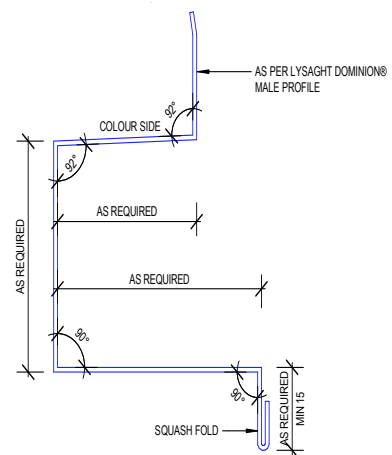 AS PER LYSAGHT DOMINION®
MALE PROFILE
92°
COLOUR SIDE
92°
AS REQUIRED
AS REQUIRED
AS REQUIRED
90°
90°
AS REQUIRED
MIN 15
SQUASH FOLD